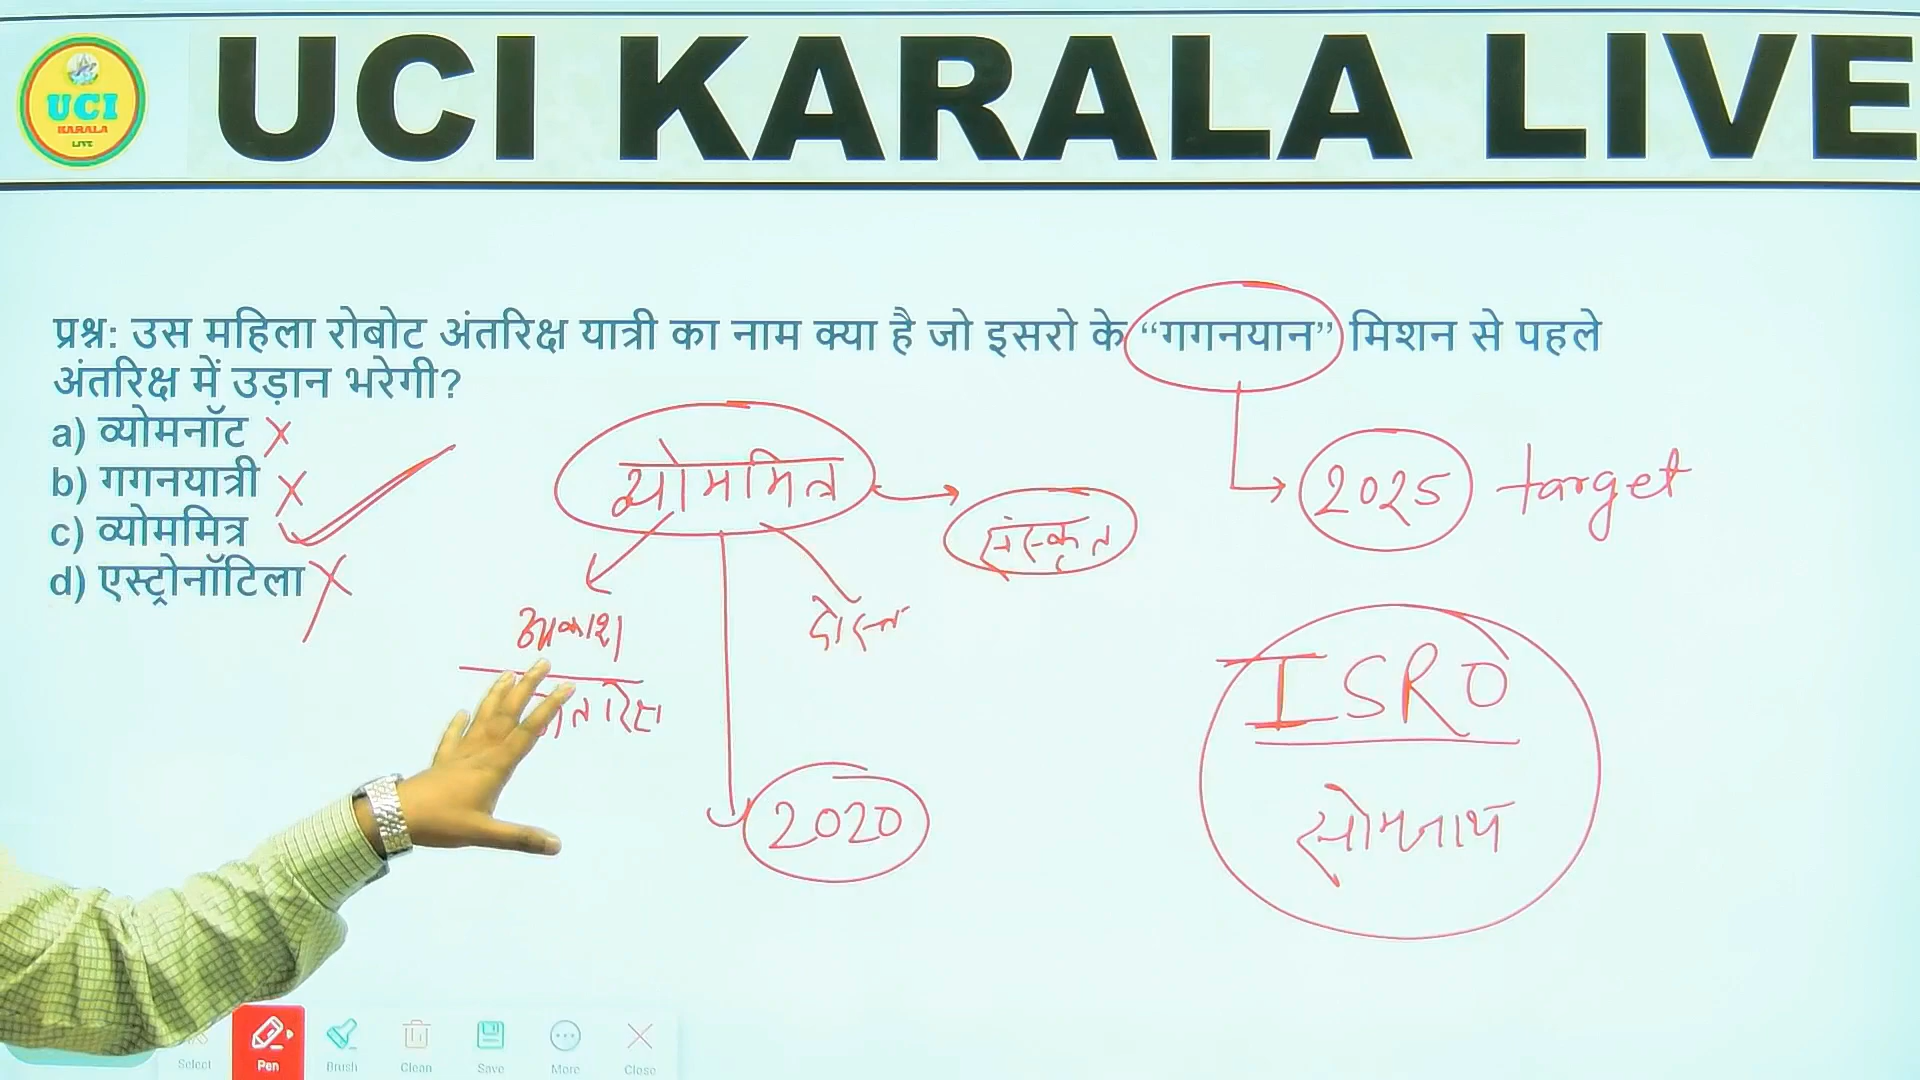 UCI KARALA LIVE
UCI
KARALA
LIVE
प्रश्न: उस महिला रोबोट अंतरिक्ष यात्री का नाम क्या है जो इसरो के “गगनयान” मिशन से पहले
अंतरिक्ष में उड़ान भरेगी?
a) व्योमनॉट
b) गगनयात्री
c) व्योममित्र
d) एस्ट्रोनॉटिला
व्योममित्र
संस्कृत
2025 target
आकाश
दोस्त
2020
ISRO
सोमनाथ
Select
Pen
Brush
Clean
Save
More
Close